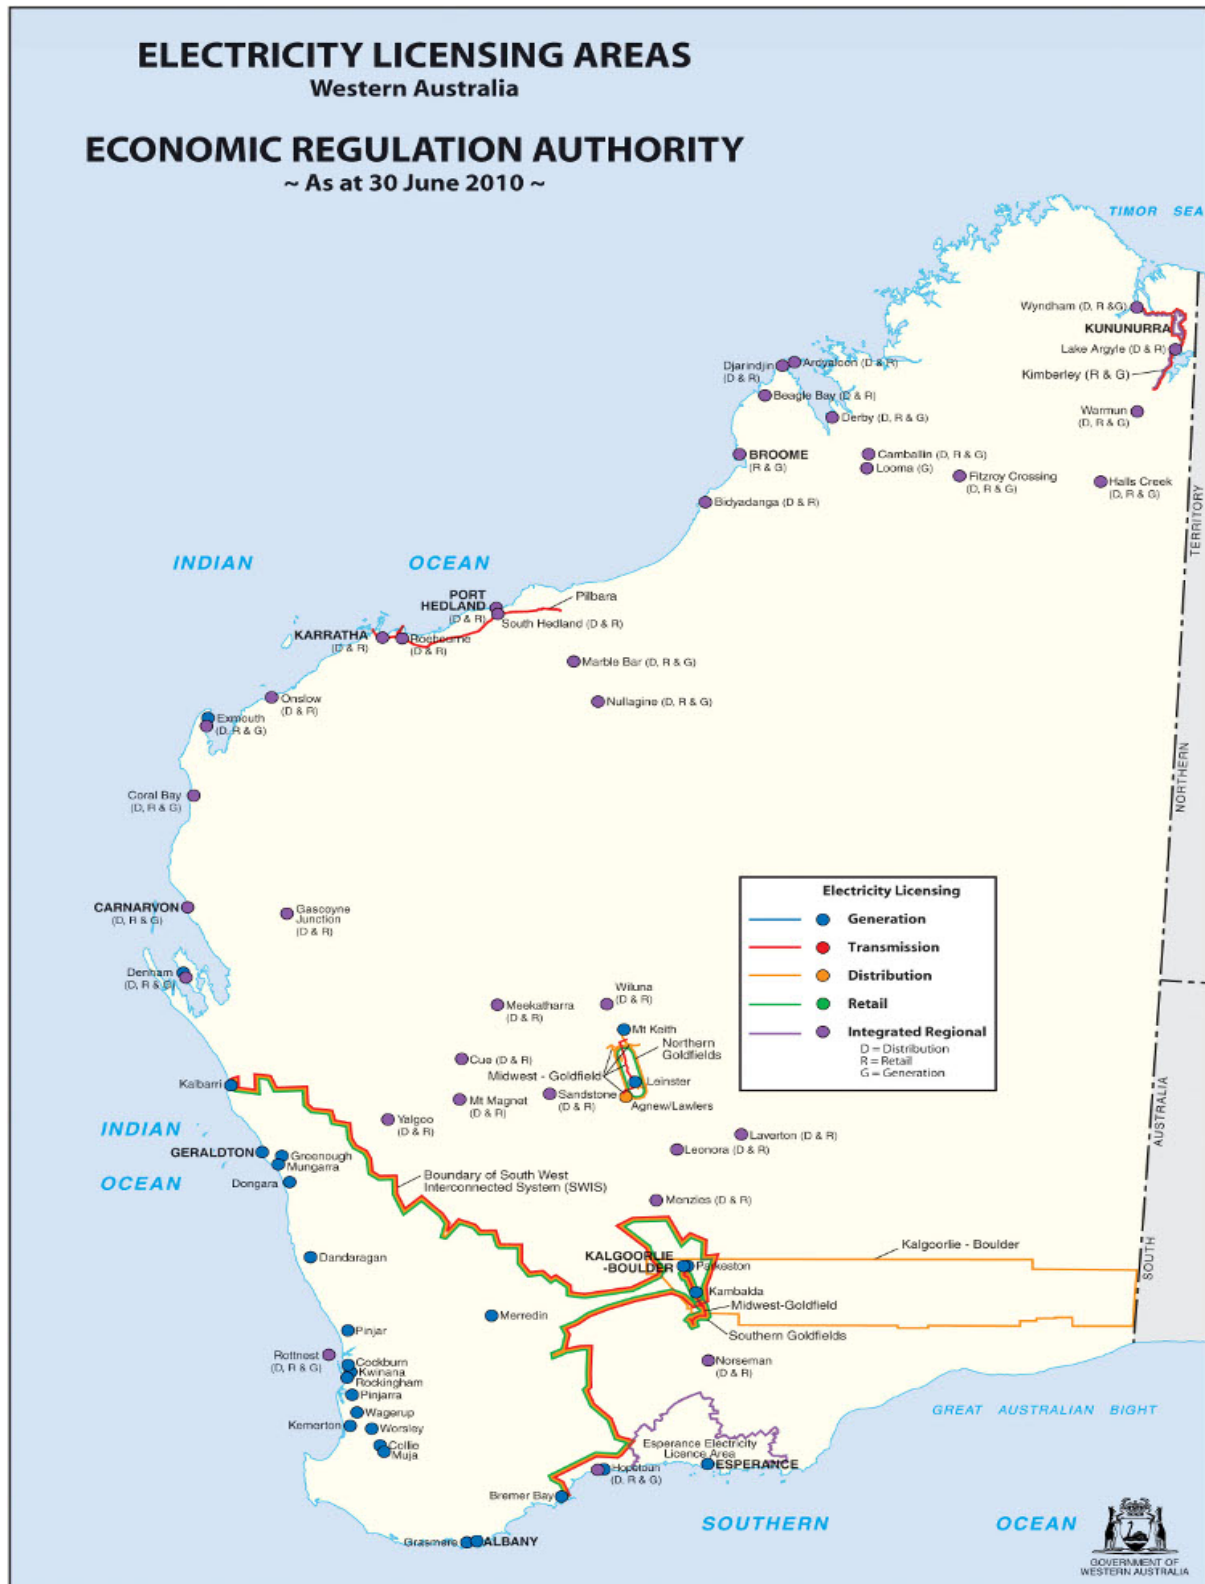 ELECTRICITY LICENSING AREAS
Western Australia
ECONOMIC REGULATION AUTHORITY
~ As at 30 June 2010 ~
TIMOR SEA
Wyndham (D, R &G)
KUNUNURRA
Lake Argyle (D & R)
Kimberley (R & G)
Djarindjin
(D & R)
Ardyaloon (D & R)
Beagle Bay (D & R)
Derby (D, R & G)
Warmun
(D, R & G)
BROOME
(R & G)
Camballin (D, R & G)
Looma (G)
Fitzroy Crossing
(D, R & G)
Halls Creek
(D, R & G)
Bidyadanga (D & R)
NORTHERN TERRITORY
INDIAN OCEAN
PORT
HEDLAND
(D & R)
Pilbara
South Hedland (D & R)
KARRATHA
(D & R)
Roebourne
(D & R)
Marble Bar (D, R & G)
Nullagine (D, R & G)
Onslow
(D & R)
Exmouth
(D, R & G)
Coral Bay
(D, R & G)
CARNARVON
(D, R & G)
Gascoyne
Junction
(D & R)
Denham
(D, R & G)
Electricity Licensing
Generation
Transmission
Distribution
Retail
Integrated Regional
D = Distribution
R = Retail
G = Generation
Meekatharra
(D & R)
Wiluna
(D & R)
Mt Keith
Northern
Goldfields
Cue (D & R)
Midwest - Goldfield
Leinster
Kalbarri
Mt Magnet
(D & R)
Sandstone
(D & R)
Agnew/Lawlers
Yalgoo
(D & R)
INDIAN
OCEAN
GERALDTON
Greenough
Mungarra
Dongara
Laverton (D & R)
Leonora (D & R)
Boundary of South West
Interconnected System (SWIS)
Menzies (D & R)
SOUTH AUSTRALIA
Dandaragan
KALGOORLIE
-BOULDER
Parkeston
Kalgoorlie - Boulder
Kambalda
Midwest-Goldfield
Southern Goldfields
Merredin
Pinjar
Rottnest
(D, R & G)
Cockburn
Kwinana
Rockingham
Pinjarra
Norseman
(D & R)
Wagerup
Kemerton
Worsley
Collie
Muja
GREAT AUSTRALIAN BIGHT
Esperance Electricity
Licence Area
ESPERANCE
Hopetoun
(D, R & G)
Bremer Bay
Grasmere
ALBANY
SOUTHERN OCEAN
GOVERNMENT OF
WESTERN AUSTRALIA